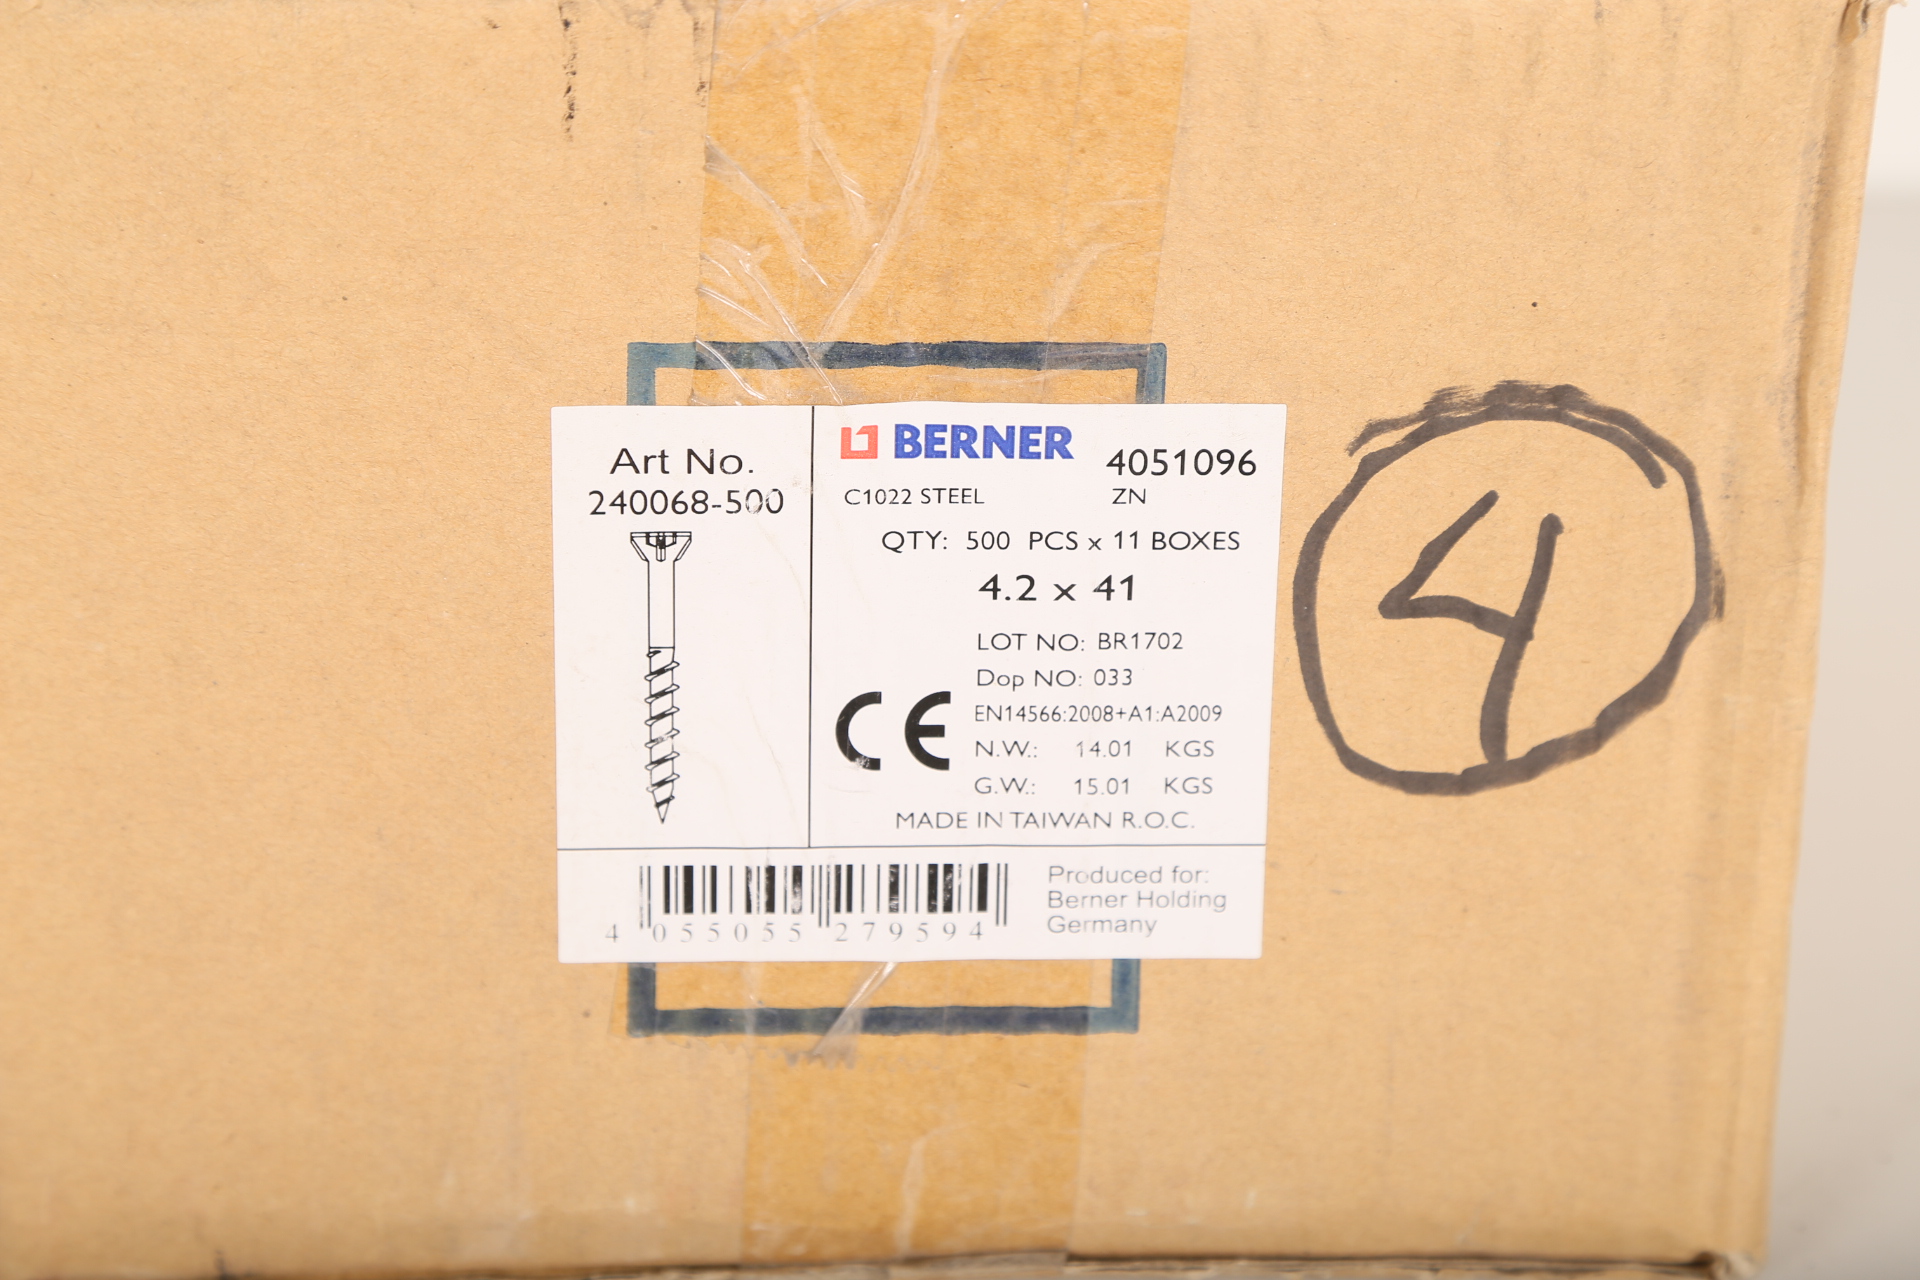 Art No.
240068-500
BERNER
4051096
C1022 STEEL
ZN
QTY: 500 PCS x 11 BOXES
4.2 x 41
LOT NO: BR1702
Dop NO: 033
CE
EN14566:2008+A1:A2009
N.W.: 14.01 KGS
G.W.: 15.01 KGS
MADE IN TAIWAN R.O.C.
4 055055 279594
Produced for:
Berner Holding
Germany
4